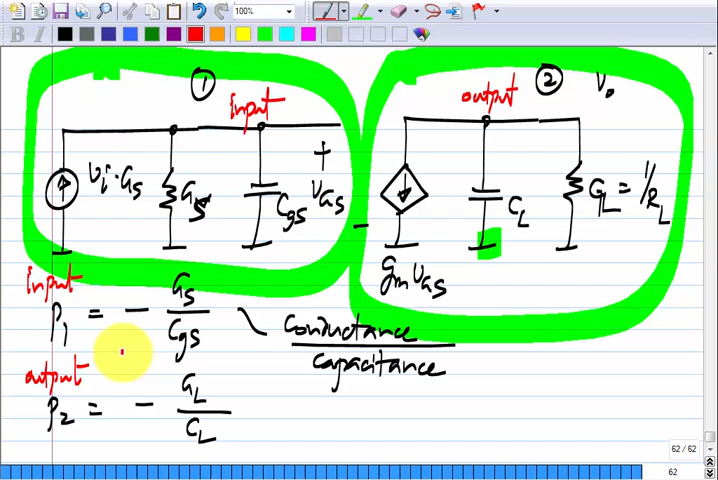 100%
B I
① ②
input output V₀
Vi·Gs Gs Cgs + VGS - CL GL = 1/RL
gm VGS
input
P1 = - Gs/Cgs Conductance/Capacitance
output
P2 = - GL/CL
62 / 62
62